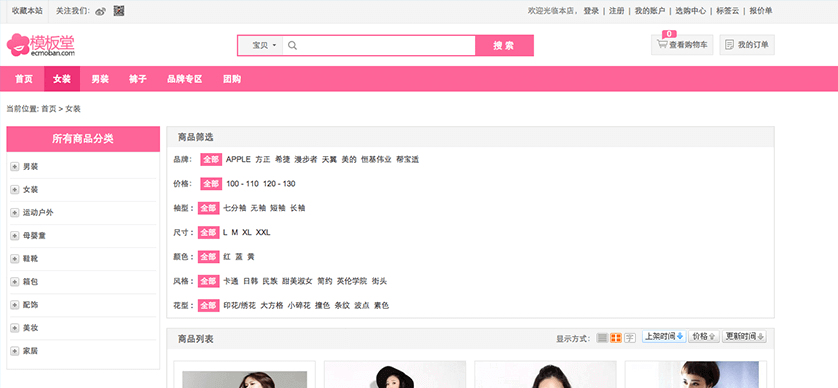 收藏本站 关注我们： 欢迎光临本店， 登录 | 注册 | 我的账户 | 选购中心 | 标签云 | 报价单
模板堂
ecmoban.com
宝贝 搜 索 0 查看购物车 我的订单
首页 女装 男装 裤子 品牌专区 团购
当前位置: 首页 > 女装
所有商品分类
男装
女装
运动户外
母婴童
鞋靴
箱包
配饰
美妆
家居
商品筛选
品牌： 全部 APPLE 方正 希捷 漫步者 天翼 美的 恒基伟业 帮宝适
价格： 全部 100 - 110 120 - 130
袖型： 全部 七分袖 无袖 短袖 长袖
尺寸： 全部 L M XL XXL
颜色： 全部 红 蓝 黄
风格： 全部 卡通 日韩 民族 甜美淑女 简约 英伦学院 街头
花型： 全部 印花/绣花 大方格 小碎花 撞色 条纹 波点 素色
商品列表 显示方式： 字 上架时间 价格 更新时间